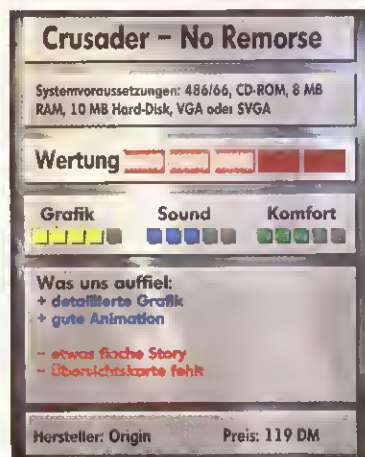 Crusader – No Remorse
Systemvoraussetzungen: 486/66, CD-ROM, 8 MB
RAM, 10 MB Hard-Disk, VGA oder SVGA
Wertung
Grafik Sound Komfort
Was uns auffiel:
+ detaillierte Grafik
+ gute Animation
– etwas flache Story
– Übersichtskarte fehlt
Hersteller: Origin Preis: 119 DM